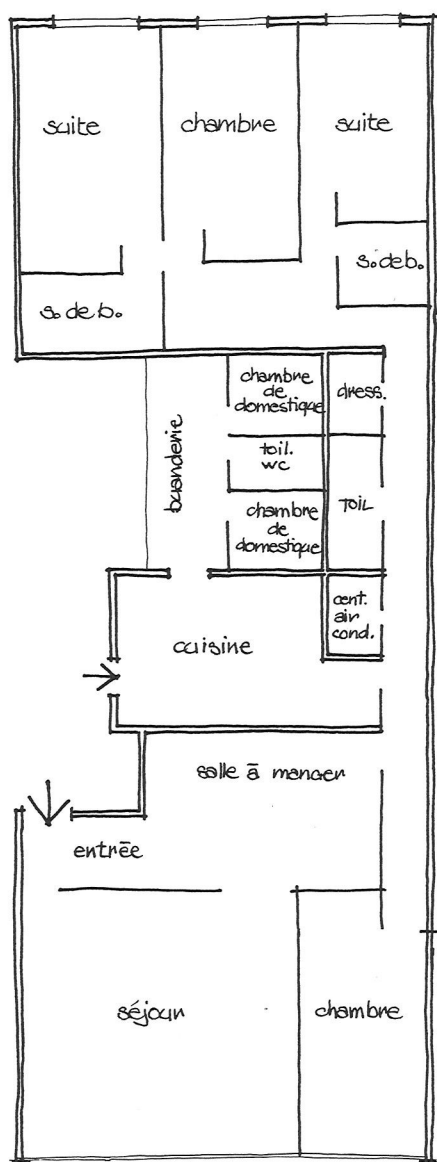 suite
chambre
suite
s. de b.
s. de b.
chambre
de
domestique
dress.
buanderie
toil.
wc
TOIL
chambre
de
domestique
cent.
air
cond.
cuisine
salle à manger
entrée
séjour
chambre